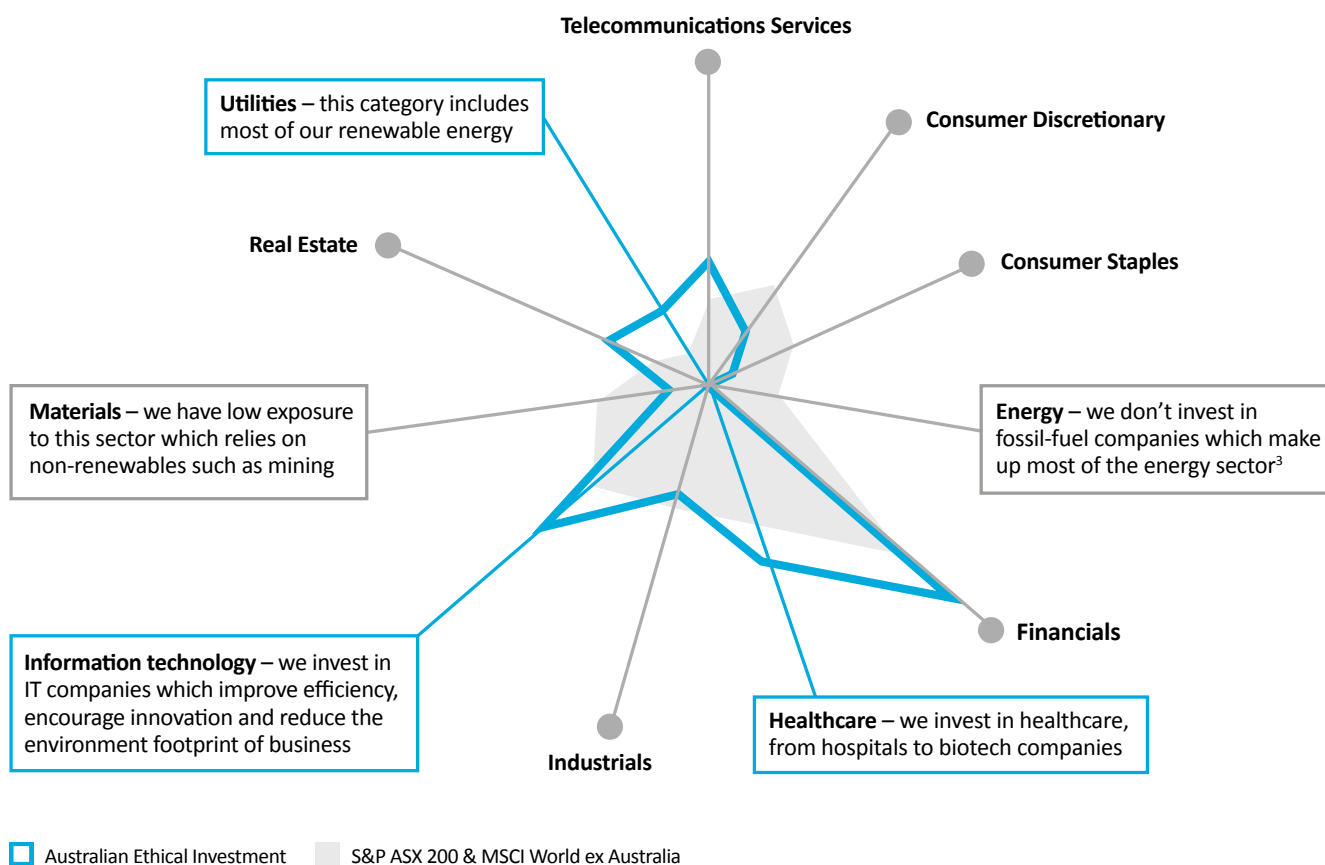 Telecommunications Services
Utilities – this category includes
most of our renewable energy
Consumer Discretionary
Real Estate
Consumer Staples
Materials – we have low exposure
to this sector which relies on
non-renewables such as mining
Energy – we don’t invest in
fossil-fuel companies which make
up most of the energy sector³
Financials
Information technology – we invest in
IT companies which improve efficiency,
encourage innovation and reduce the
environment footprint of business
Healthcare – we invest in healthcare,
from hospitals to biotech companies
Industrials
Australian Ethical Investment
S&P ASX 200 & MSCI World ex Australia